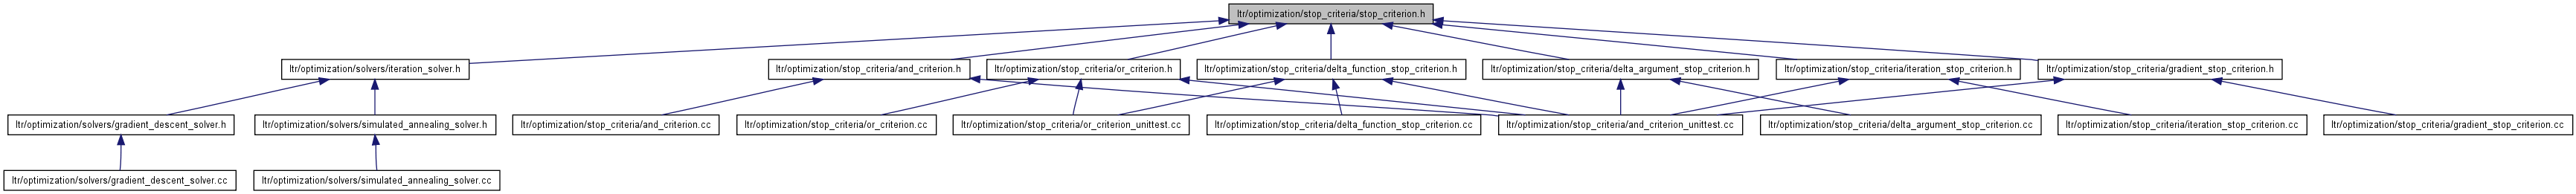 ltr/optimization/stop_criteria/stop_criterion.h
ltr/optimization/solvers/iteration_solver.h
ltr/optimization/stop_criteria/and_criterion.h
ltr/optimization/stop_criteria/or_criterion.h
ltr/optimization/stop_criteria/delta_function_stop_criterion.h
ltr/optimization/stop_criteria/delta_argument_stop_criterion.h
ltr/optimization/stop_criteria/iteration_stop_criterion.h
ltr/optimization/stop_criteria/gradient_stop_criterion.h
ltr/optimization/solvers/gradient_descent_solver.h
ltr/optimization/solvers/simulated_annealing_solver.h
ltr/optimization/stop_criteria/and_criterion.cc
ltr/optimization/stop_criteria/or_criterion.cc
ltr/optimization/stop_criteria/or_criterion_unittest.cc
ltr/optimization/stop_criteria/delta_function_stop_criterion.cc
ltr/optimization/stop_criteria/and_criterion_unittest.cc
ltr/optimization/stop_criteria/delta_argument_stop_criterion.cc
ltr/optimization/stop_criteria/iteration_stop_criterion.cc
ltr/optimization/stop_criteria/gradient_stop_criterion.cc
ltr/optimization/solvers/gradient_descent_solver.cc
ltr/optimization/solvers/simulated_annealing_solver.cc